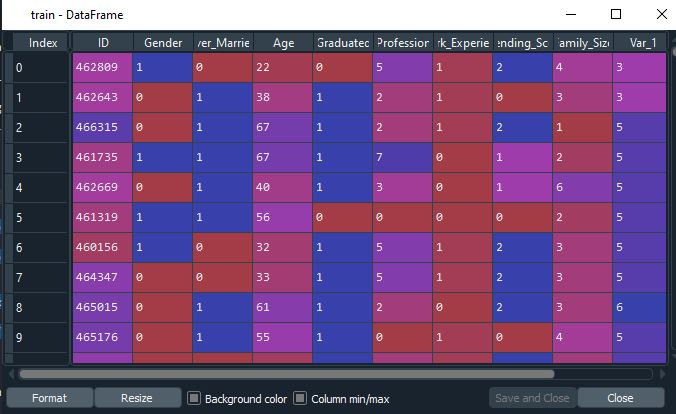 train - DataFrame
Index ID Gender ver_Marrie Age Graduated Profession rk_Experie ending_Sc amily_Size Var_1
0 462809 1 0 22 0 5 1 2 4 3
1 462643 0 1 38 1 2 1 0 3 3
2 466315 0 1 67 1 2 1 2 1 5
3 461735 1 1 67 1 7 0 1 2 5
4 462669 0 1 40 1 3 0 1 6 5
5 461319 1 1 56 0 0 0 0 2 5
6 460156 1 0 32 1 5 1 2 3 5
7 464347 0 0 33 1 5 1 2 3 5
8 465015 0 1 61 1 2 0 2 3 6
9 465176 0 1 55 1 0 1 0 4 5
Format Resize Background color Column min/max Save and Close Close